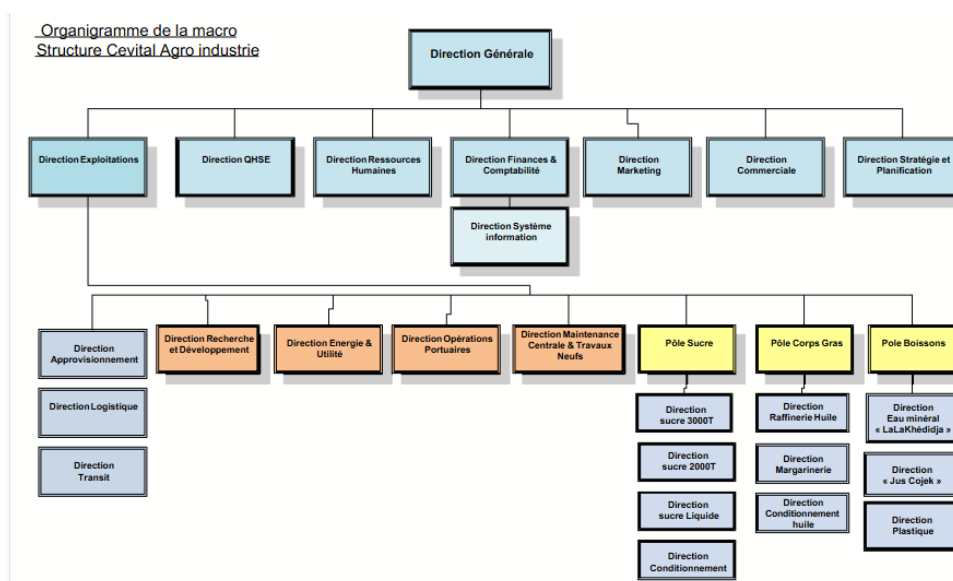 Organigramme de la macro
Structure Cevital Agro industrie
Direction Générale
Direction Exploitations
Direction QHSE
Direction Ressources
Humaines
Direction Finances &
Comptabilité
Direction
Marketing
Direction
Commerciale
Direction Stratégie et
Planification
Direction Système
information
Direction
Approvisionnement
Direction Recherche
et Développement
Direction Energie &
Utilité
Direction Opérations
Portuaires
Direction Maintenance
Centrale & Travaux
Neufs
Pôle Sucre
Pôle Corps Gras
Pole Boissons
Direction Logistique
Direction
Transit
Direction
sucre 3000T
Direction
sucre 2000T
Direction
sucre Liquide
Direction
Conditionnement
Direction
Raffinerie Huile
Direction
Margarinerie
Direction
Conditionnement
huile
Direction
Eau minéral
« LaLaKhédidja »
Direction
« Jus Cojek »
Direction
Plastique